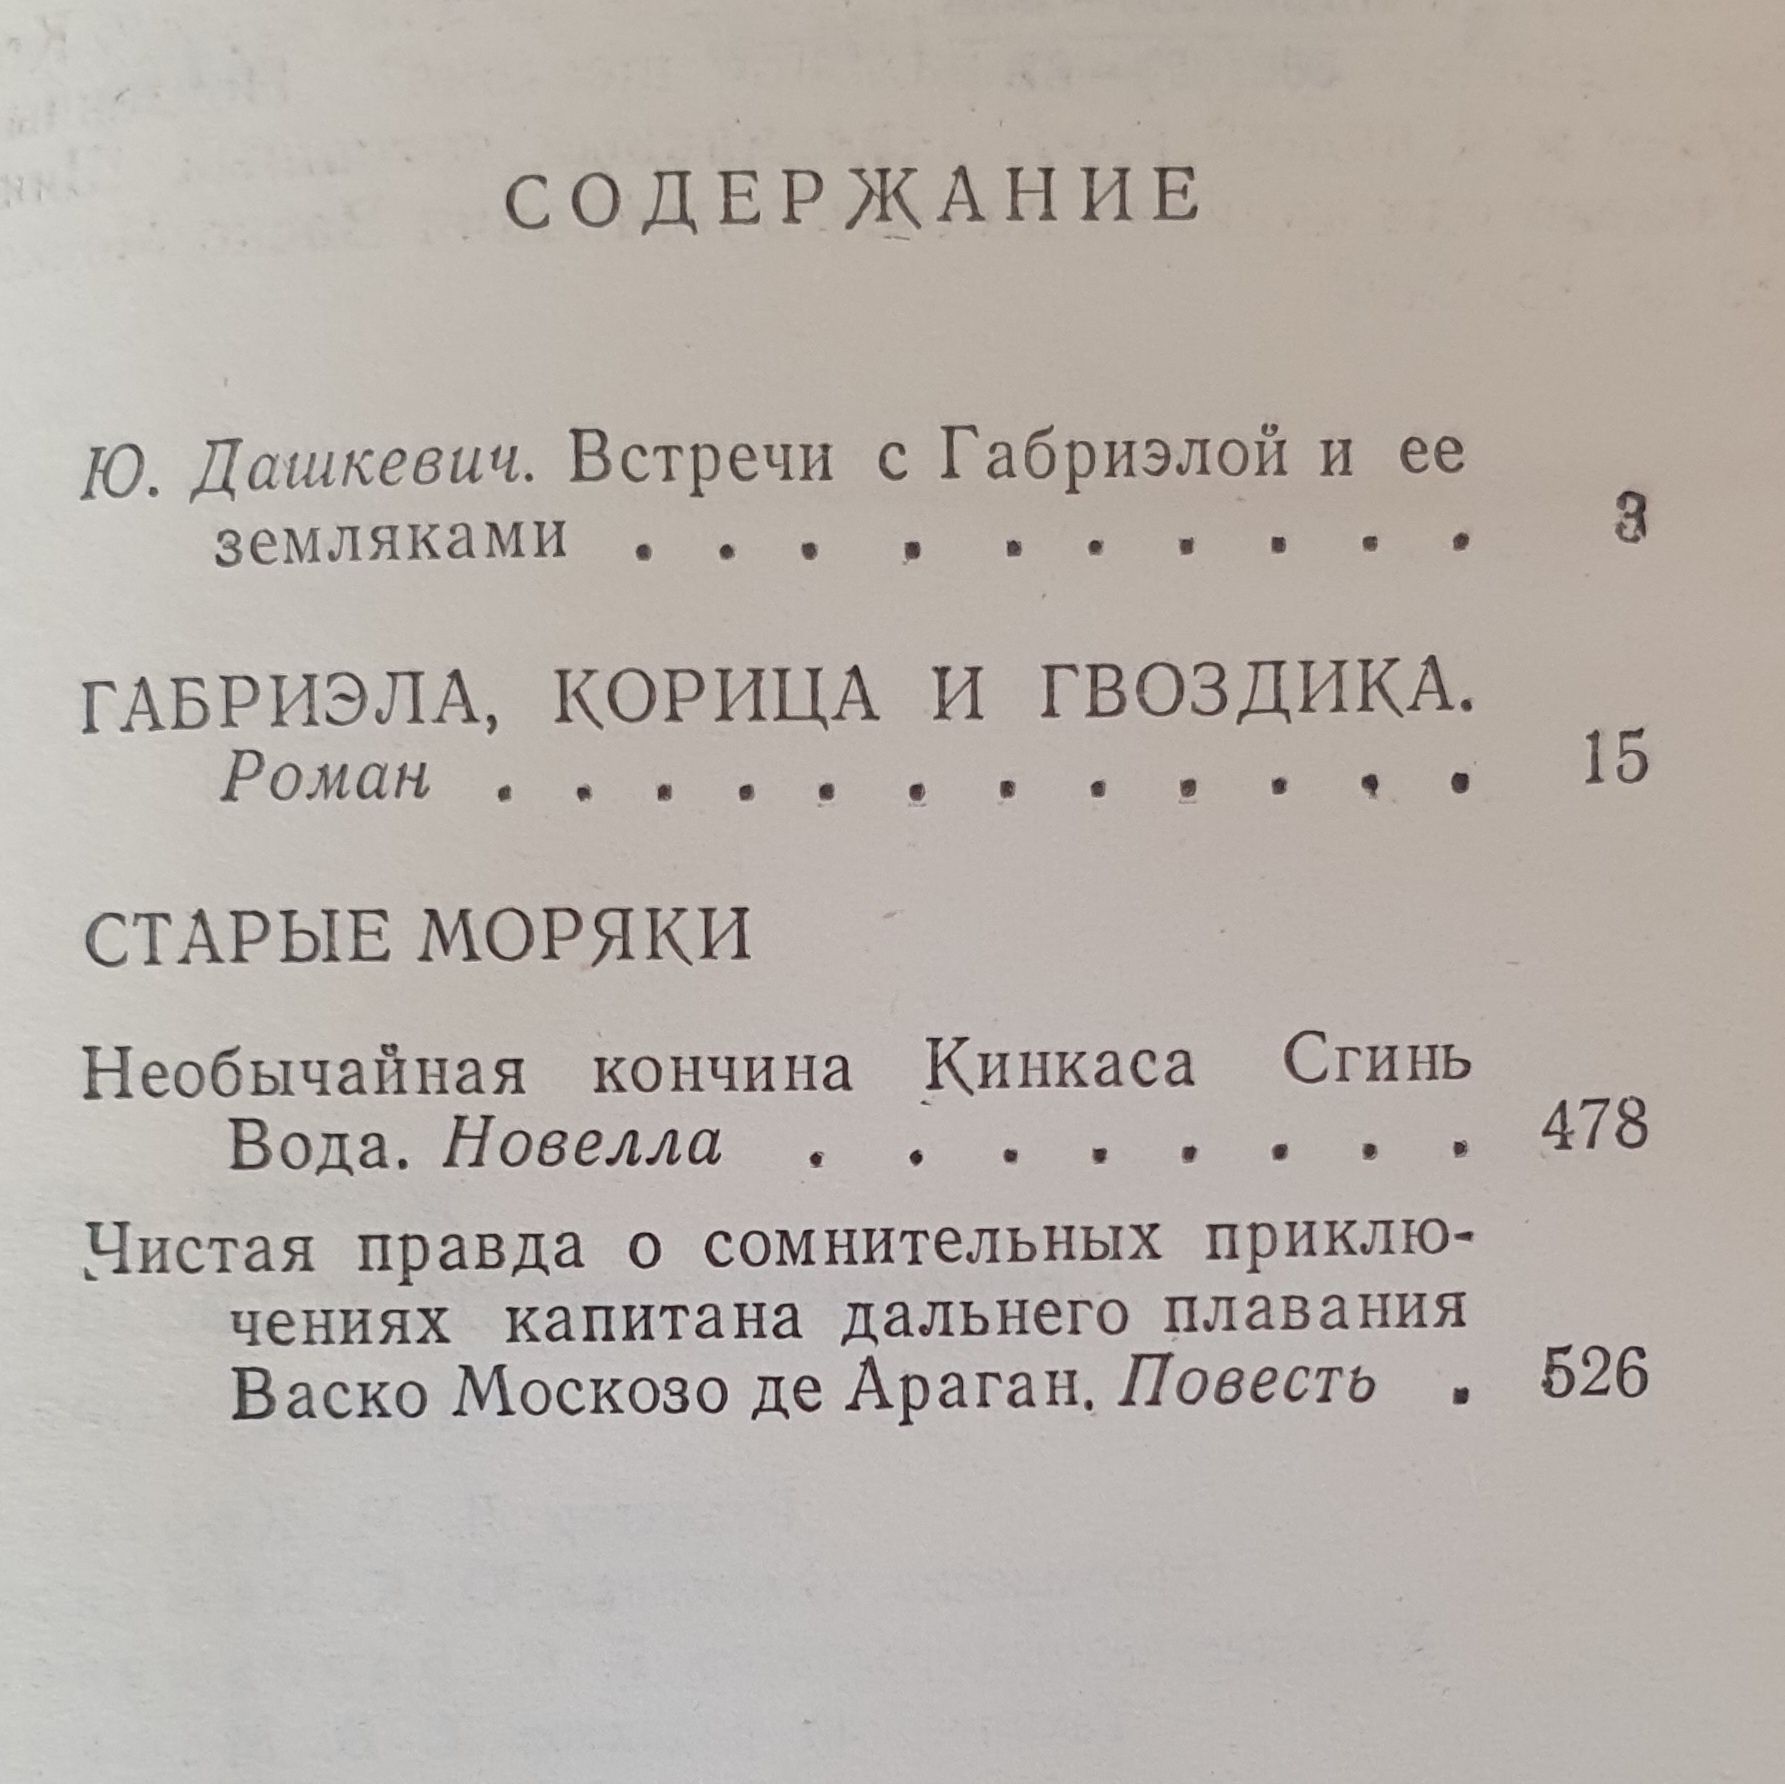 СОДЕРЖАНИЕ
Ю. Дашкевич. Встречи с Габриэлой и ее
земляками . . . . . . . . . . 3
ГАБРИЭЛА, КОРИЦА И ГВОЗДИКА.
Роман . . . . . . . . . . . . 15
СТАРЫЕ МОРЯКИ
Необычайная кончина Кинкаса Сгинь
Вода. Новелла . . . . . . . . 478
Чистая правда о сомнительных приклю-
чениях капитана дальнего плавания
Васко Москозо де Араган. Повесть . 526